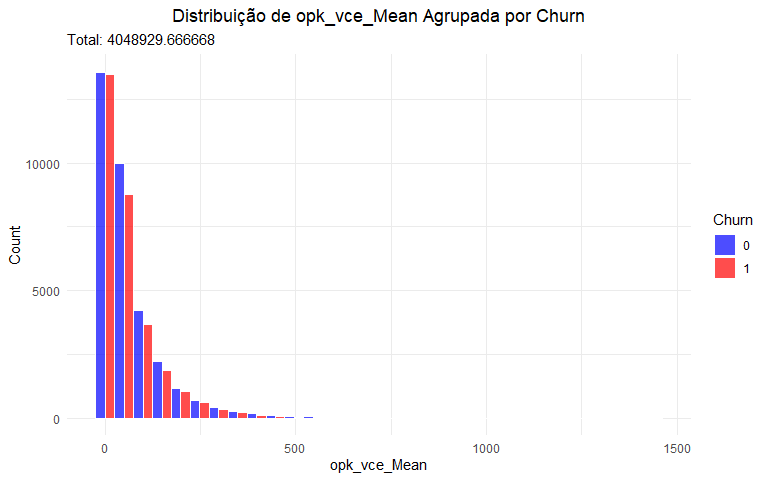 Distribuição de opk_vce_Mean Agrupada por Churn
Total: 4048929.666668
10000
5000
0
Count
0
500
1000
1500
opk_vce_Mean
Churn
0
1